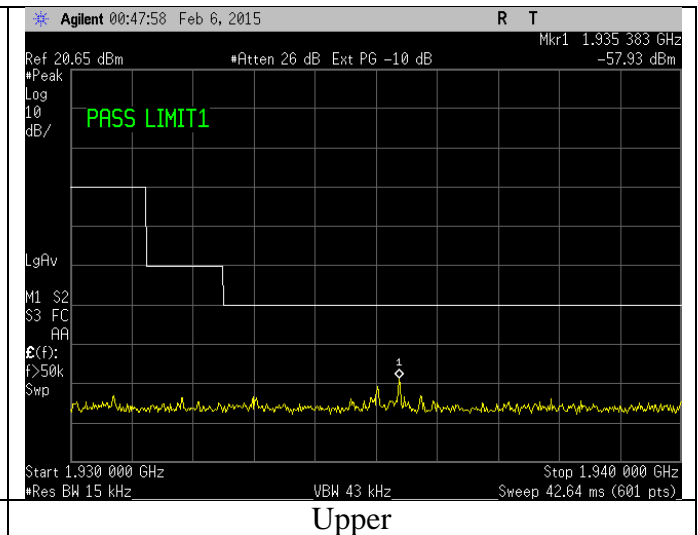 Agilent 00:47:58 Feb 6, 2015 R T
Mkr1 1.935 383 GHz
Ref 20.65 dBm #Atten 26 dB Ext PG -10 dB -57.93 dBm
#Peak
Log
10
dB/
PASS LIMIT1
LgAv
M1 S2
S3 FC
AA
£(f):
f>50k
Swp
1
Start 1.930 000 GHz Stop 1.940 000 GHz
#Res BW 15 kHz VBW 43 kHz Sweep 42.64 ms (601 pts)
Upper